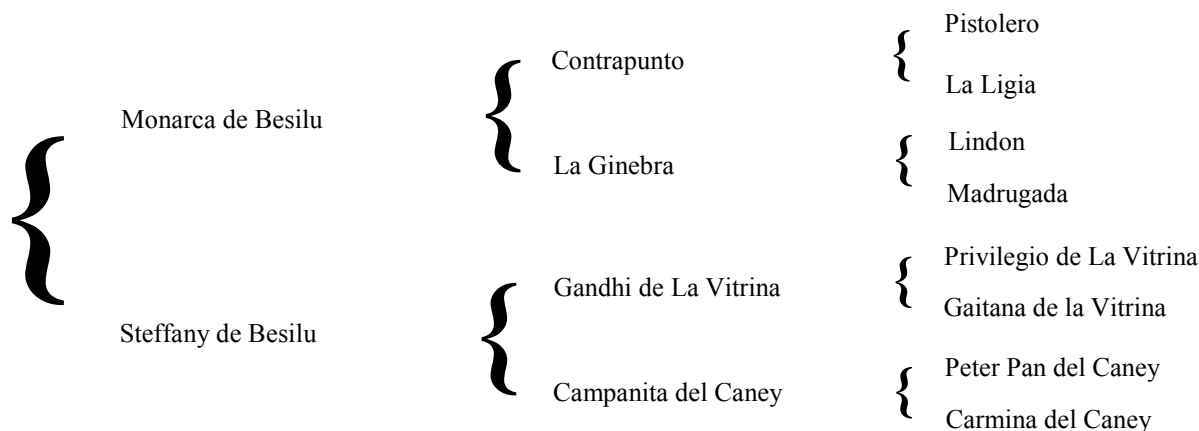 Pistolero
Contrapunto
La Ligia
Monarca de Besilu
Lindon
La Ginebra
Madrugada
Privilegio de La Vitrina
Gandhi de La Vitrina
Gaitana de la Vitrina
Steffany de Besilu
Peter Pan del Caney
Campanita del Caney
Carmina del Caney